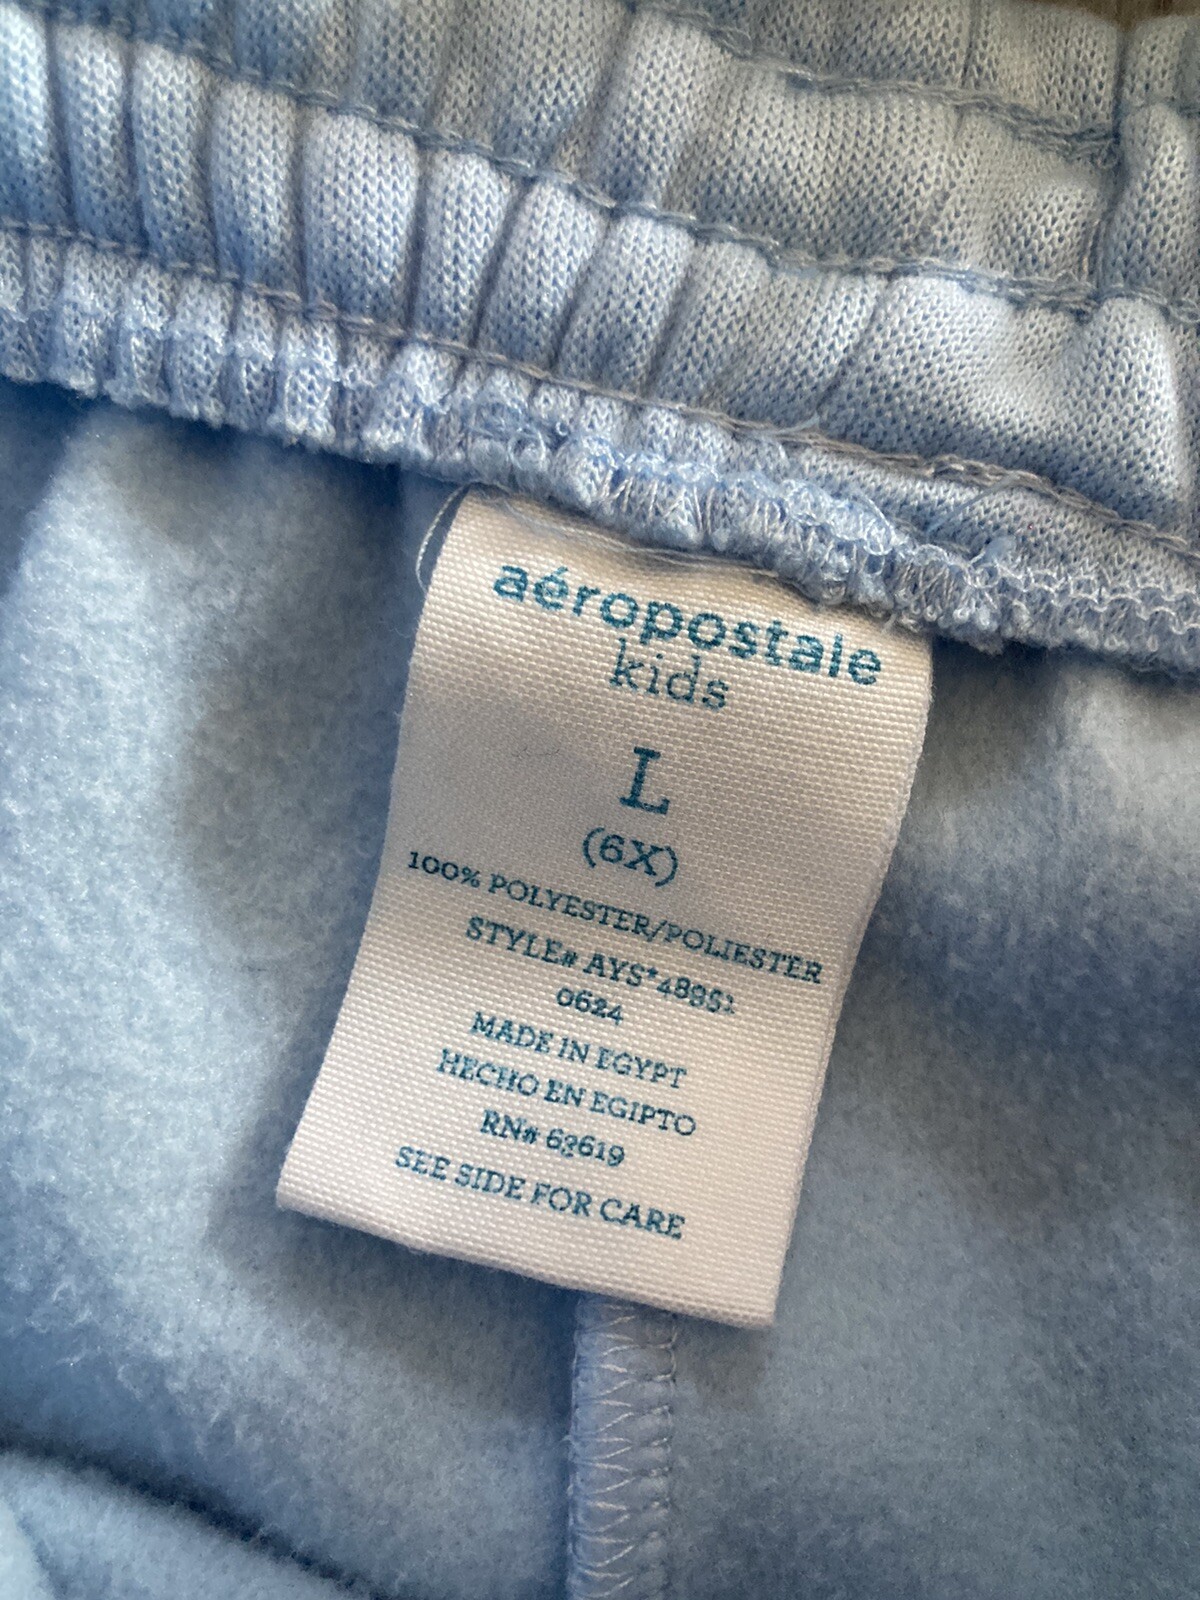 aéropostale
kids
L
(6X)
100% POLYESTER/POLIESTER
STYLE# AYS*48952
0624
MADE IN EGYPT
HECHO EN EGIPTO
RN# 63619
SEE SIDE FOR CARE